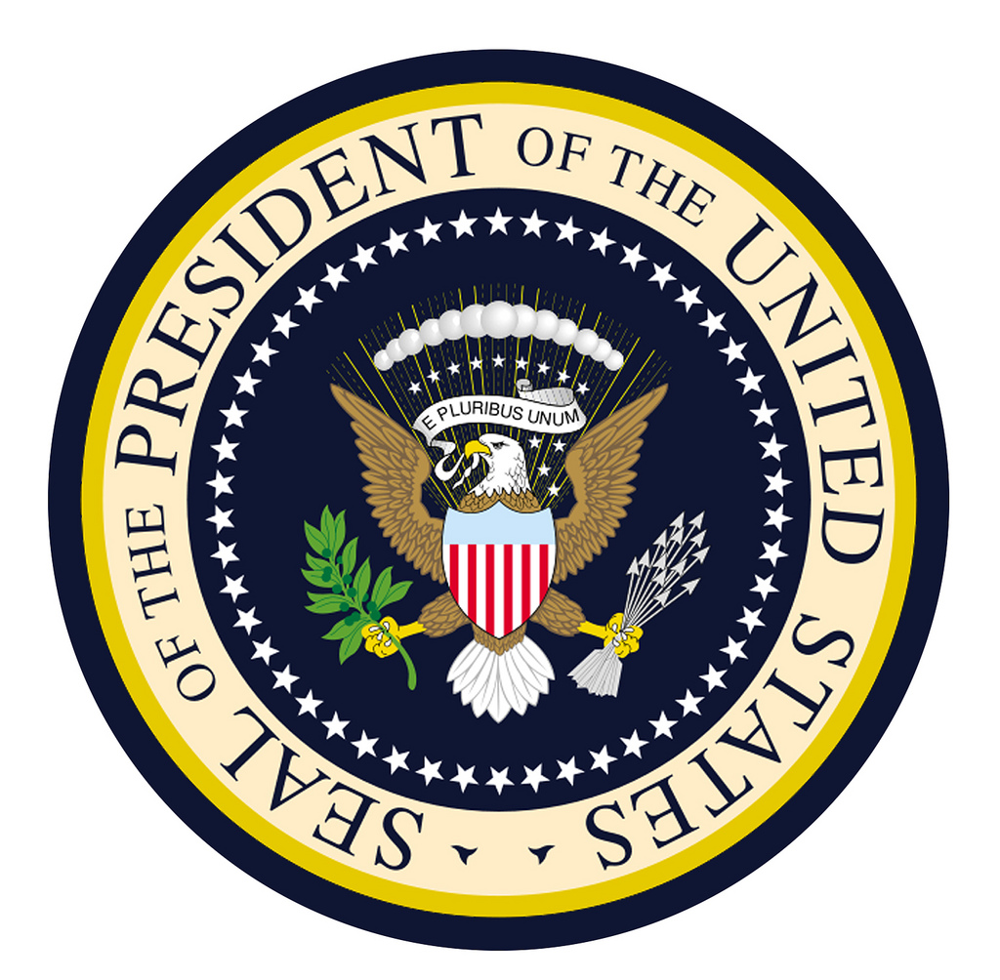 SEAL OF THE PRESIDENT OF THE UNITED STATES
E PLURIBUS UNUM